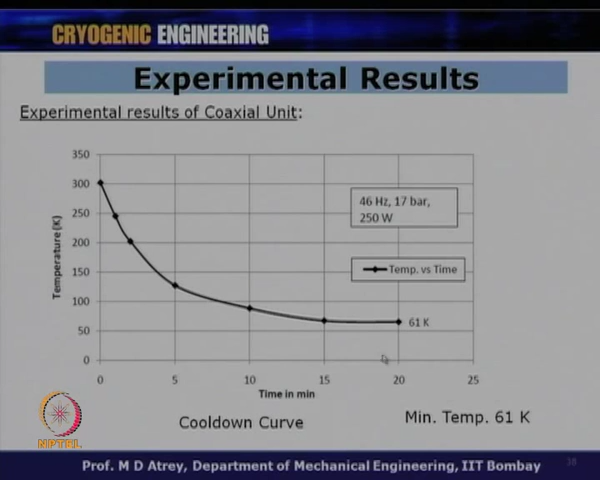 CRYOGENIC ENGINEERING
Experimental Results
Experimental results of Coaxial Unit:
350
300
250
200
150
100
50
0
Temperature (K)
46 Hz, 17 bar,
250 W
Temp. vs Time
61 K
0 5 10 15 20 25
Time in min
Cooldown Curve
Min. Temp. 61 K
NPTEL
Prof. M D Atrey, Department of Mechanical Engineering, IIT Bombay
38